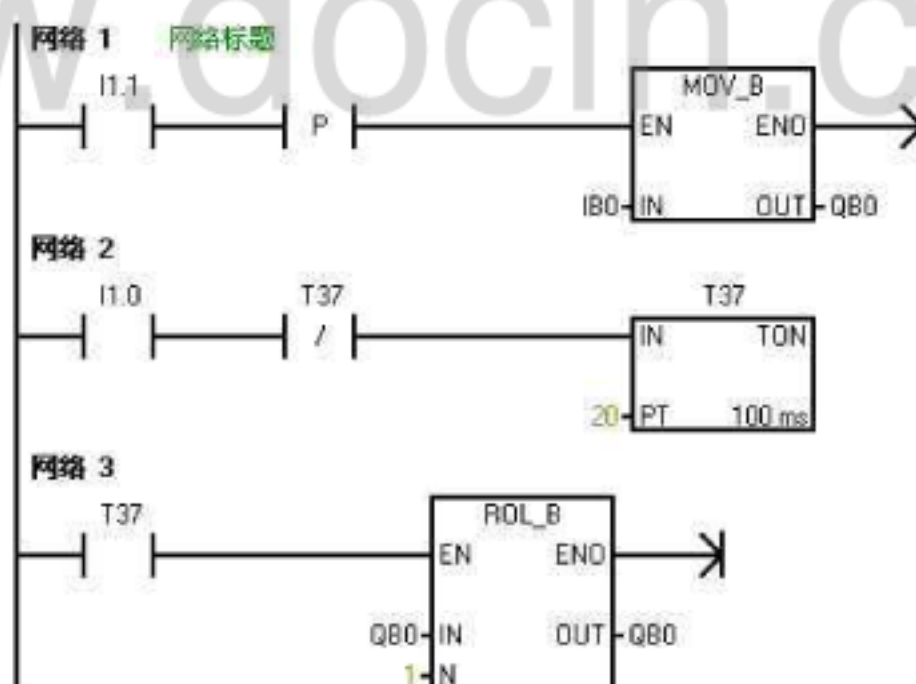 w.docin.c
网络 1 网络标题
I1.1
P
MOV_B
EN ENO
IB0 IN OUT QB0
网络 2
I1.0 T37 T37
/
IN TON
20 PT 100 ms
网络 3
T37
ROL_B
EN ENO
QB0 IN OUT QB0
1 N